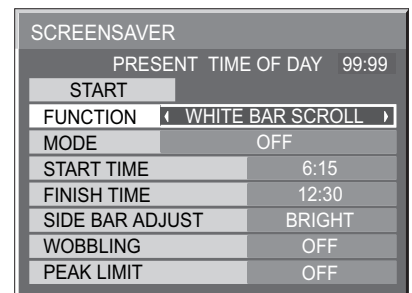 SCREENSAVER
PRESENT TIME OF DAY 99:99
START
FUNCTION WHITE BAR SCROLL
MODE OFF
START TIME 6:15
FINISH TIME 12:30
SIDE BAR ADJUST BRIGHT
WOBBLING OFF
PEAK LIMIT OFF